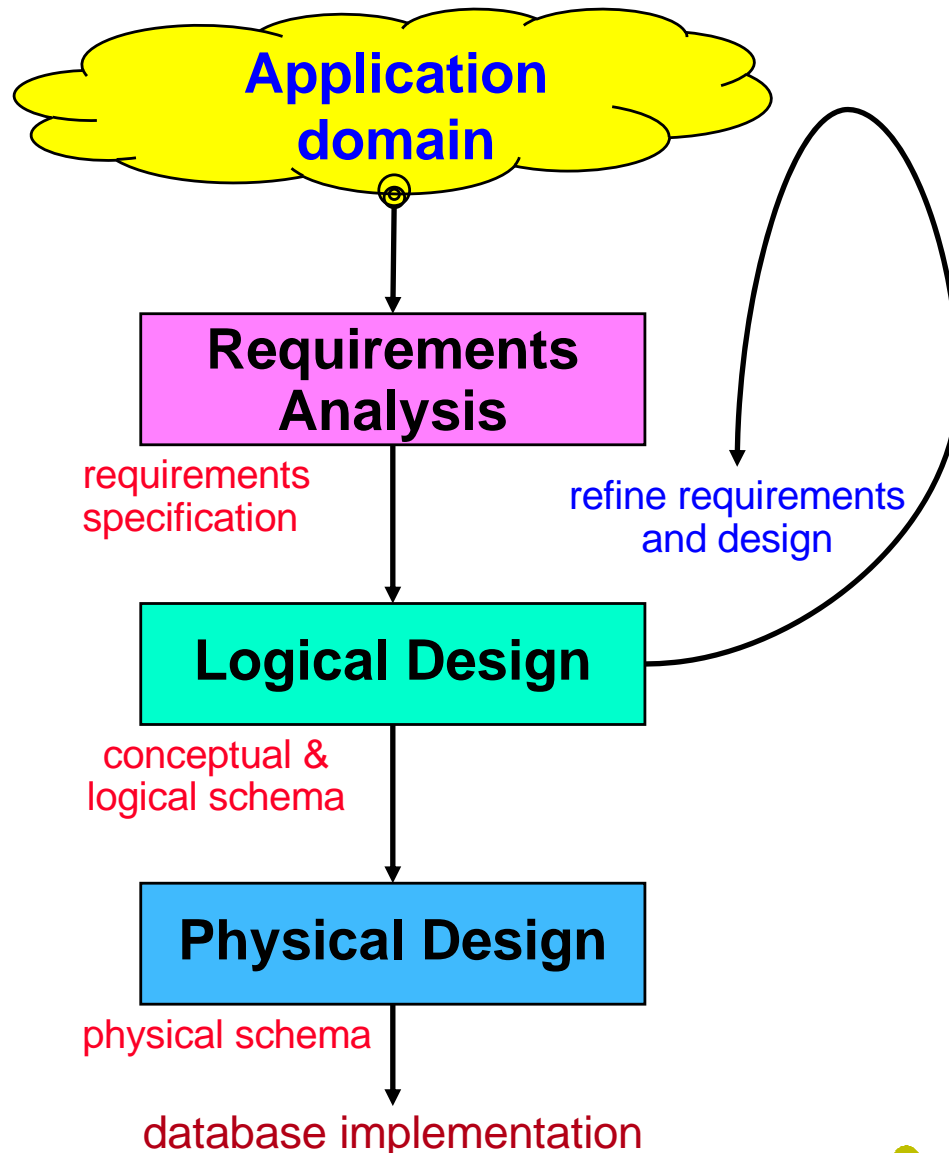 Application
domain
Requirements
Analysis
requirements
specification
refine requirements
and design
Logical Design
conceptual &
logical schema
Physical Design
physical schema
database implementation